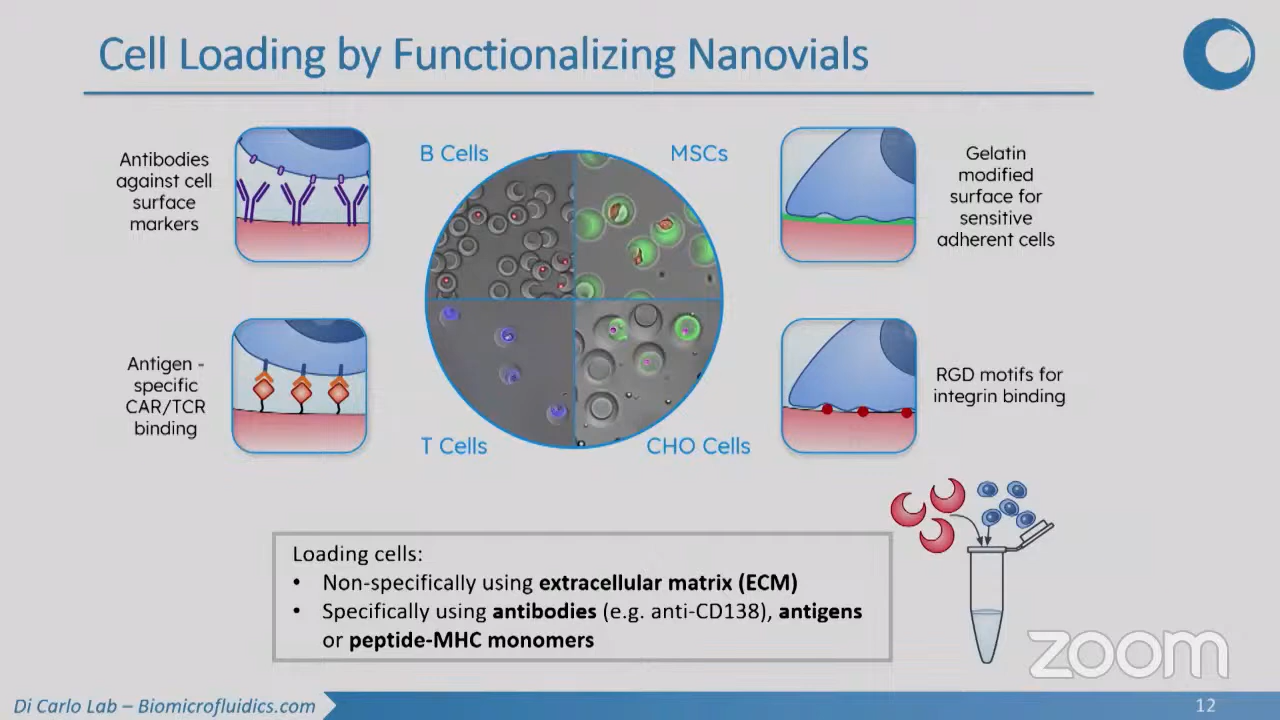 Cell Loading by Functionalizing Nanovials
Antibodies
against cell
surface
markers
B Cells
MSCs
Gelatin
modified
surface for
sensitive
adherent cells
Antigen -
specific
CAR/TCR
binding
T Cells
CHO Cells
RGD motifs for
integrin binding
Loading cells:
• Non-specifically using extracellular matrix (ECM)
• Specifically using antibodies (e.g. anti-CD138), antigens
or peptide-MHC monomers
zoom
Di Carlo Lab – Biomicrofluidics.com
12